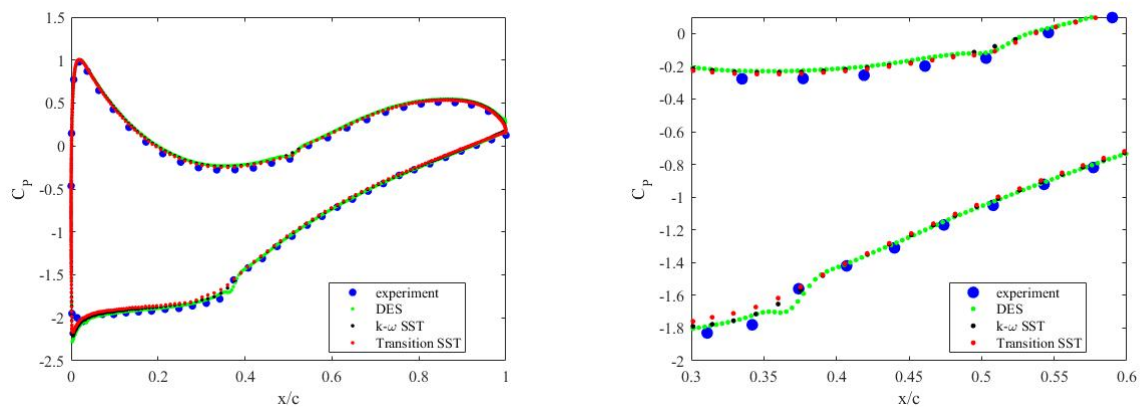 1.5
1
0.5
0
-0.5
-1
-1.5
-2
-2.5
C_P
0
0.2
0.4
0.6
0.8
1
x/c
experiment
DES
k-ω SST
Transition SST
0
-0.2
-0.4
-0.6
-0.8
-1
-1.2
-1.4
-1.6
-1.8
-2
C_P
0.3
0.35
0.4
0.45
0.5
0.55
0.6
x/c
experiment
DES
k-ω SST
Transition SST